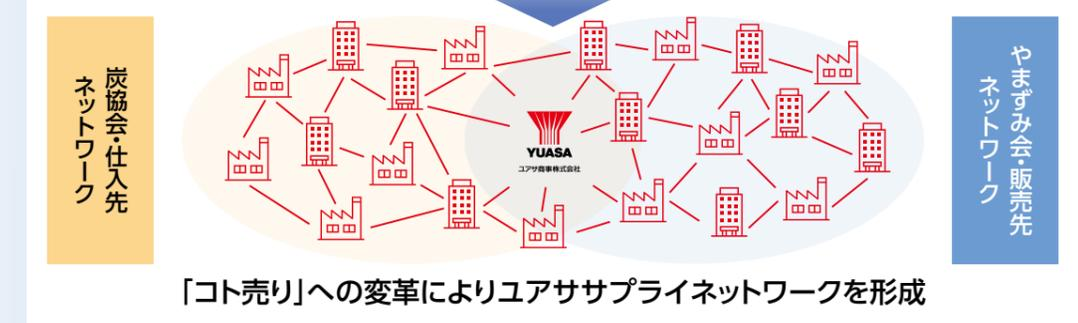 炭協会・仕入先
ネットワーク
YUASA
ユアサ商事株式会社
やまずみ会・販売先
ネットワーク
「コト売り」への変革によりユアササプライネットワークを形成